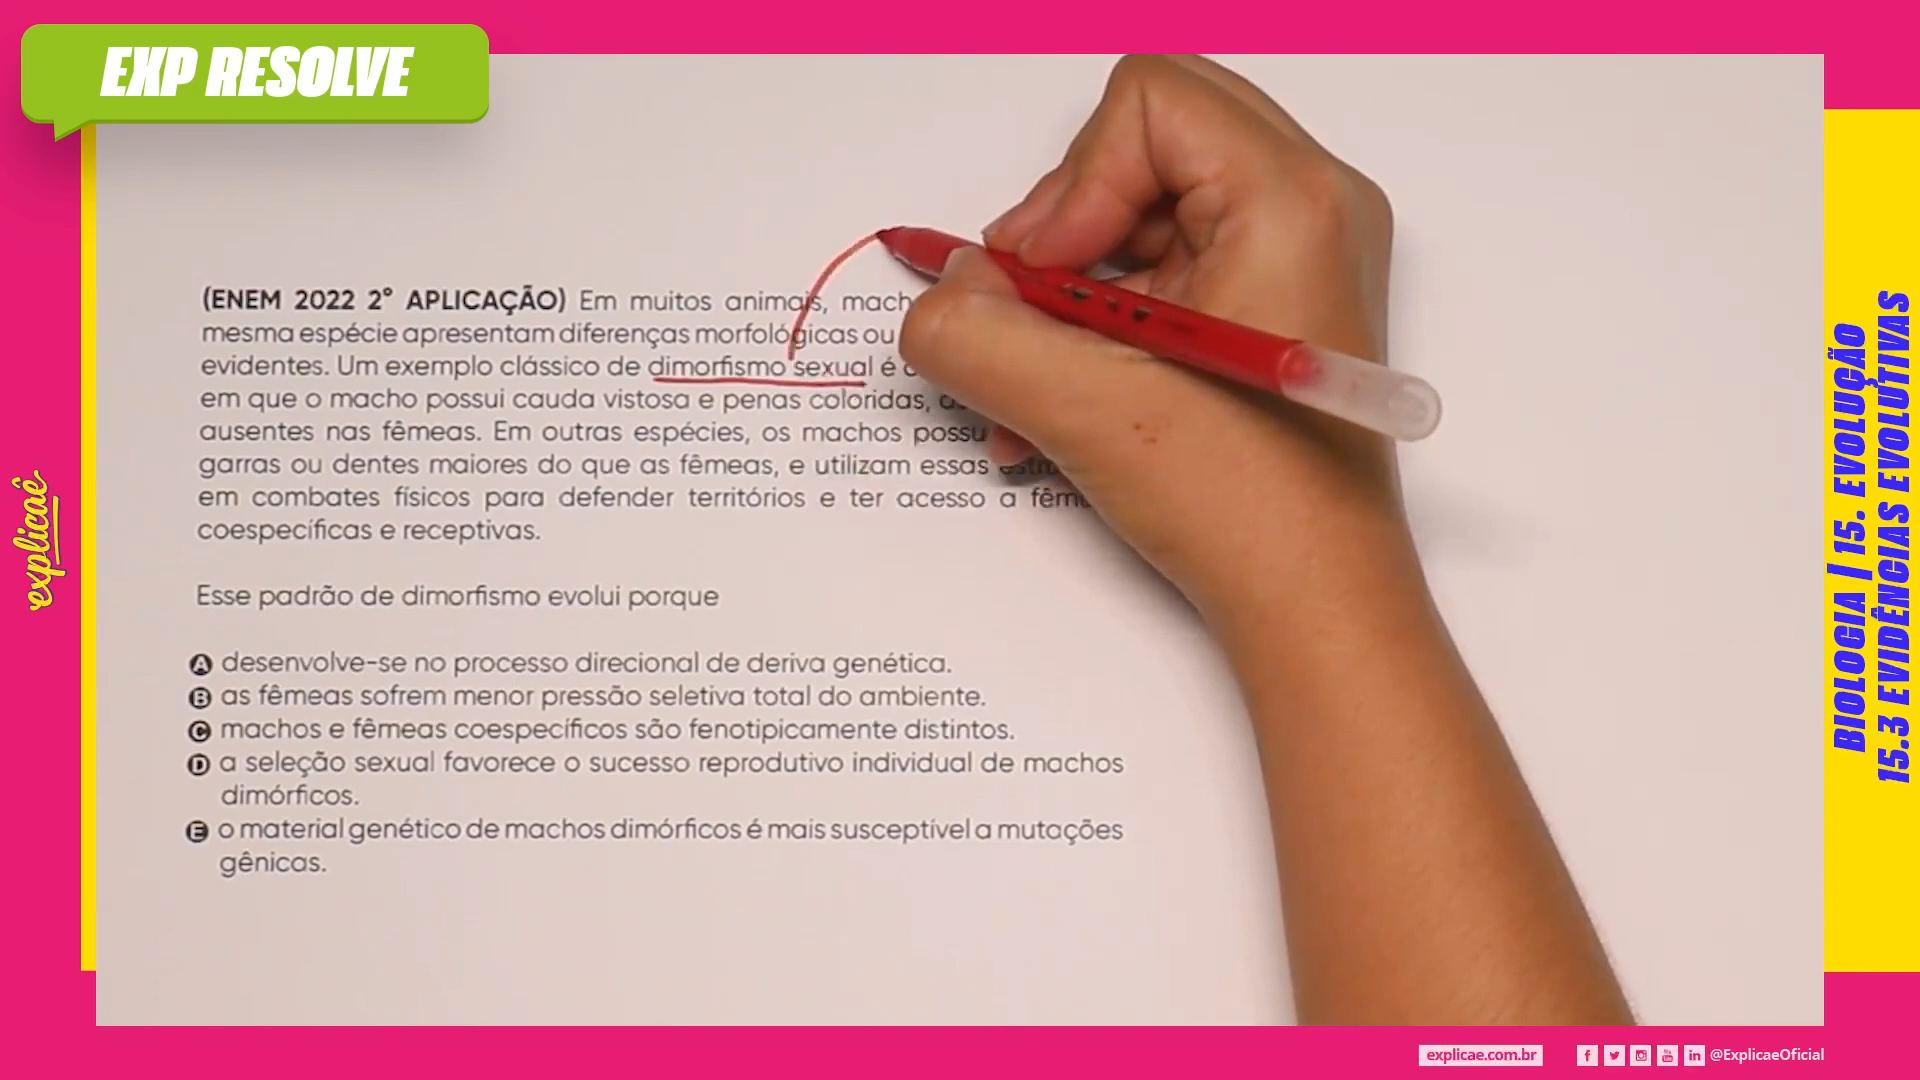 EXP RESOLVE
(ENEM 2022 2° APLICAÇÃO) Em muitos animais, mach
mesma espécie apresentam diferenças morfológicas ou
evidentes. Um exemplo clássico de dimorfismo sexual é
em que o macho possui cauda vistosa e penas coloridas,
ausentes nas fêmeas. Em outras espécies, os machos possu
garras ou dentes maiores do que as fêmeas, e utilizam essas
em combates físicos para defender territórios e ter acesso a
coespecíficas e receptivas.
Esse padrão de dimorfismo evolui porque
A desenvolve-se no processo direcional de deriva genética.
B as fêmeas sofrem menor pressão seletiva total do ambiente.
C machos e fêmeas coespecíficos são fenotipicamente distintos.
D a seleção sexual favorece o sucesso reprodutivo individual de machos
dimórficos.
E o material genético de machos dimórficos é mais susceptível a mutações
gênicas.
explicaê
BIOLOGIA | 15. EVOLUÇÃO
15.3 EVIDÊNCIAS EVOLUTIVAS
explicae.com.br
@ExplicaeOficial